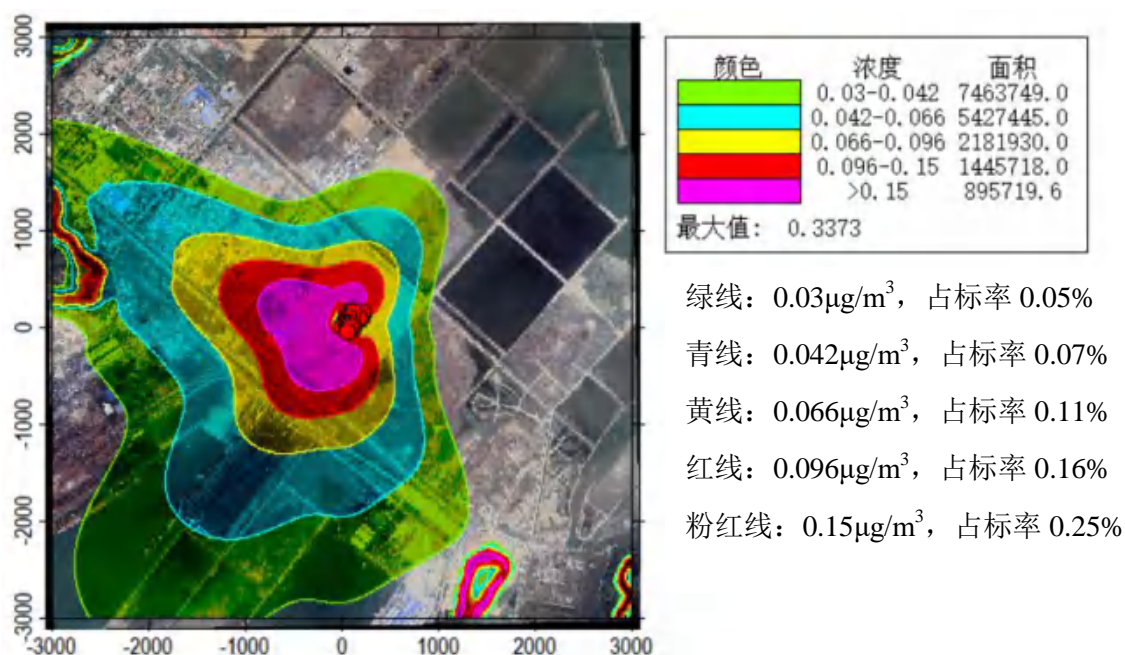 3000
2000
1000
0
-1000
-2000
-3000
-3000 -2000 -1000 0 1000 2000 3000
颜色 浓度 面积
0.03-0.042 7463749.0
0.042-0.066 5427445.0
0.066-0.096 2181930.0
0.096-0.15 1445718.0
>0.15 895719.6
最大值: 0.3373
绿线：0.03μg/m³，占标率 0.05%
青线：0.042μg/m³，占标率 0.07%
黄线：0.066μg/m³，占标率 0.11%
红线：0.096μg/m³，占标率 0.16%
粉红线：0.15μg/m³，占标率 0.25%